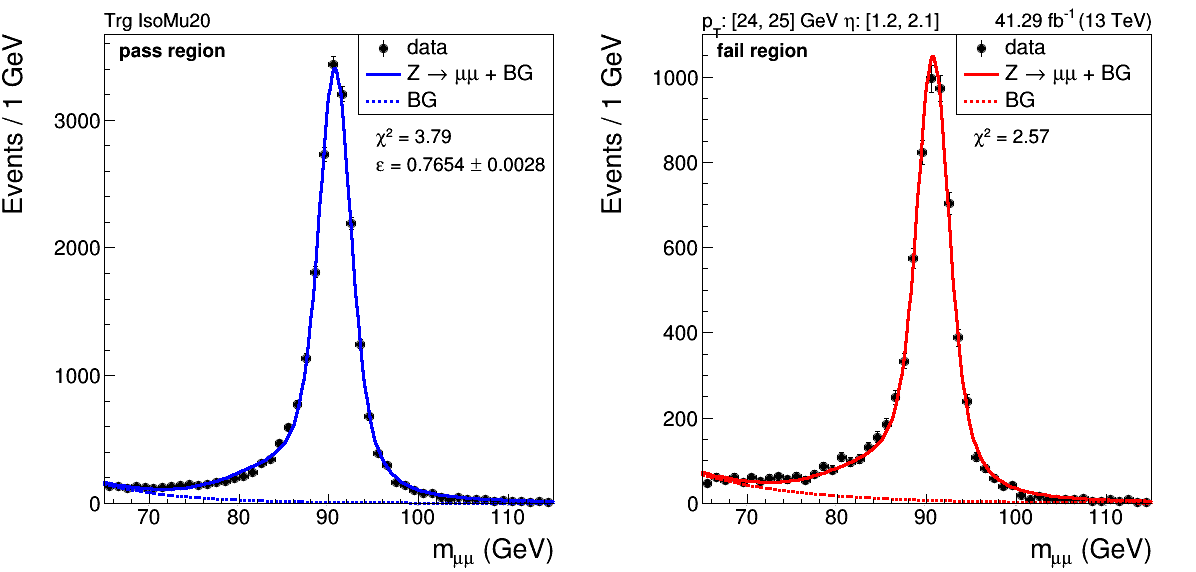 Trg IsoMu20
pass region
data
Z → μμ + BG
BG
χ² = 3.79
ε = 0.7654 ± 0.0028
Events / 1 GeV
3000
2000
1000
0
70 80 90 100 110
mμμ (GeV)
pT: [24, 25] GeV η: [1.2, 2.1] 41.29 fb⁻¹ (13 TeV)
fail region
data
Z → μμ + BG
BG
χ² = 2.57
Events / 1 GeV
1000
800
600
400
200
0
70 80 90 100 110
mμμ (GeV)